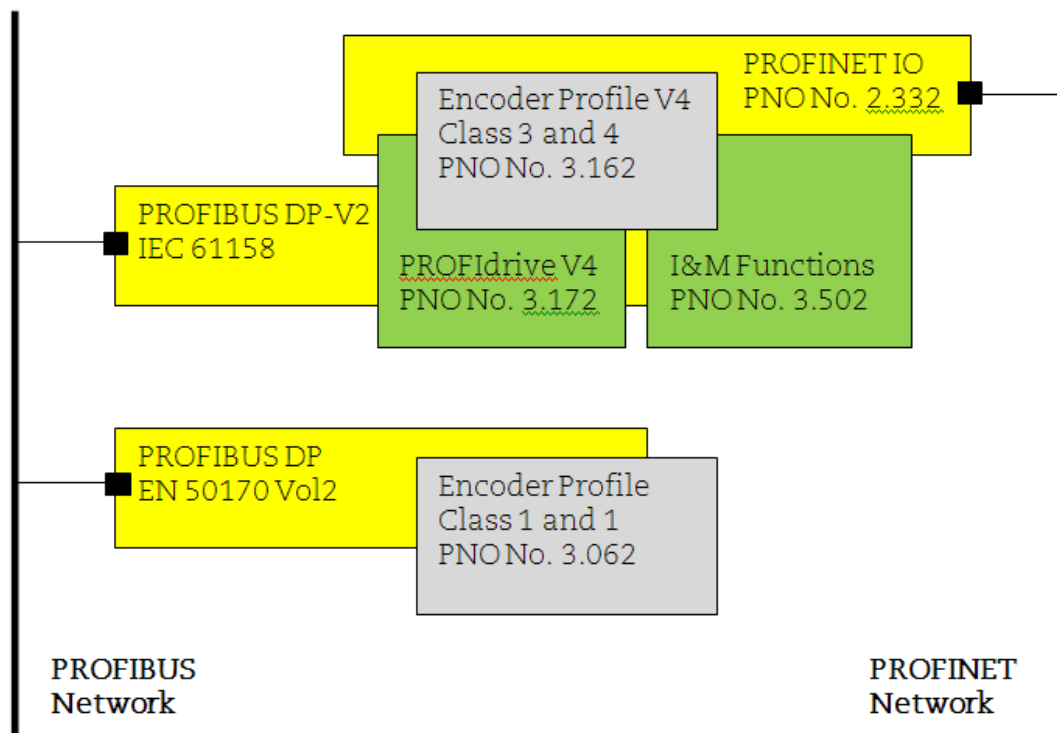 PROFINET IO
PNO No. 2.332
Encoder Profile V4
Class 3 and 4
PNO No. 3.162
PROFIBUS DP-V2
IEC 61158
PROFIdrive V4
PNO No. 3.172
I&M Functions
PNO No. 3.502
PROFIBUS DP
EN 50170 Vol2
Encoder Profile
Class 1 and 1
PNO No. 3.062
PROFIBUS
Network
PROFINET
Network